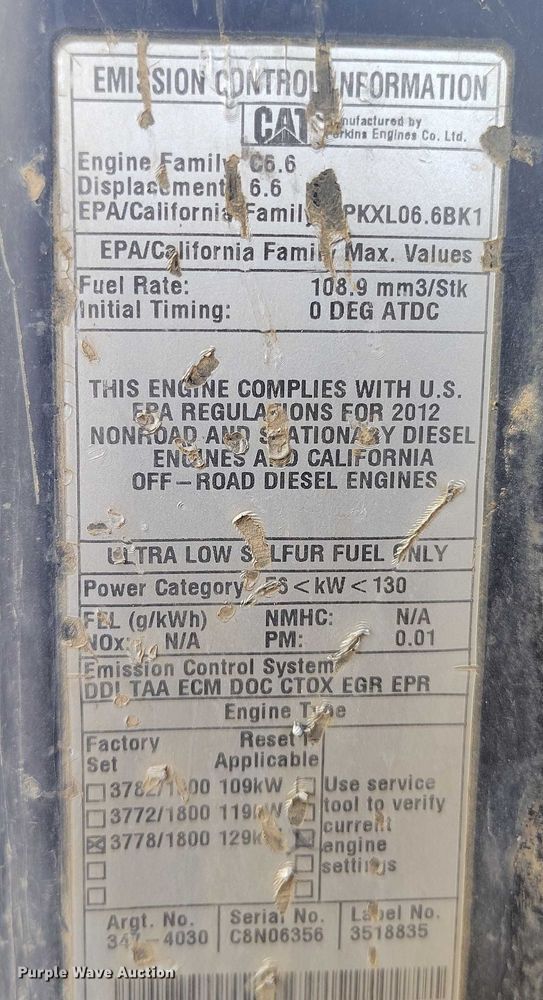 EMISSION CONTROL INFORMATION
CAT Manufactured by
Perkins Engines Co. Ltd.
Engine Family C6.6
Displacement 6.6
EPA/California Family PKXL06.6BK1
EPA/California Family Max. Values
Fuel Rate: 108.9 mm3/Stk
Initial Timing: 0 DEG ATDC
THIS ENGINE COMPLIES WITH U.S.
EPA REGULATIONS FOR 2012
NONROAD AND STATIONARY DIESEL
ENGINES AND CALIFORNIA
OFF-ROAD DIESEL ENGINES
ULTRA LOW SULFUR FUEL ONLY
Power Category < kW < 130
FEL (g/kWh) NMHC: N/A
NOx: N/A PM: 0.01
Emission Control System
DDI TAA ECM DOC CTOX EGR EPR
Engine Type
Factory Reset If
Set Applicable
/1800 109kW Use service
3772/1800 119kW tool to verify
3778/1800 129kW current
engine
settings
Argt. No. Serial No. Label No.
-4030 C8N06356 3518835
Purple Wave Auction